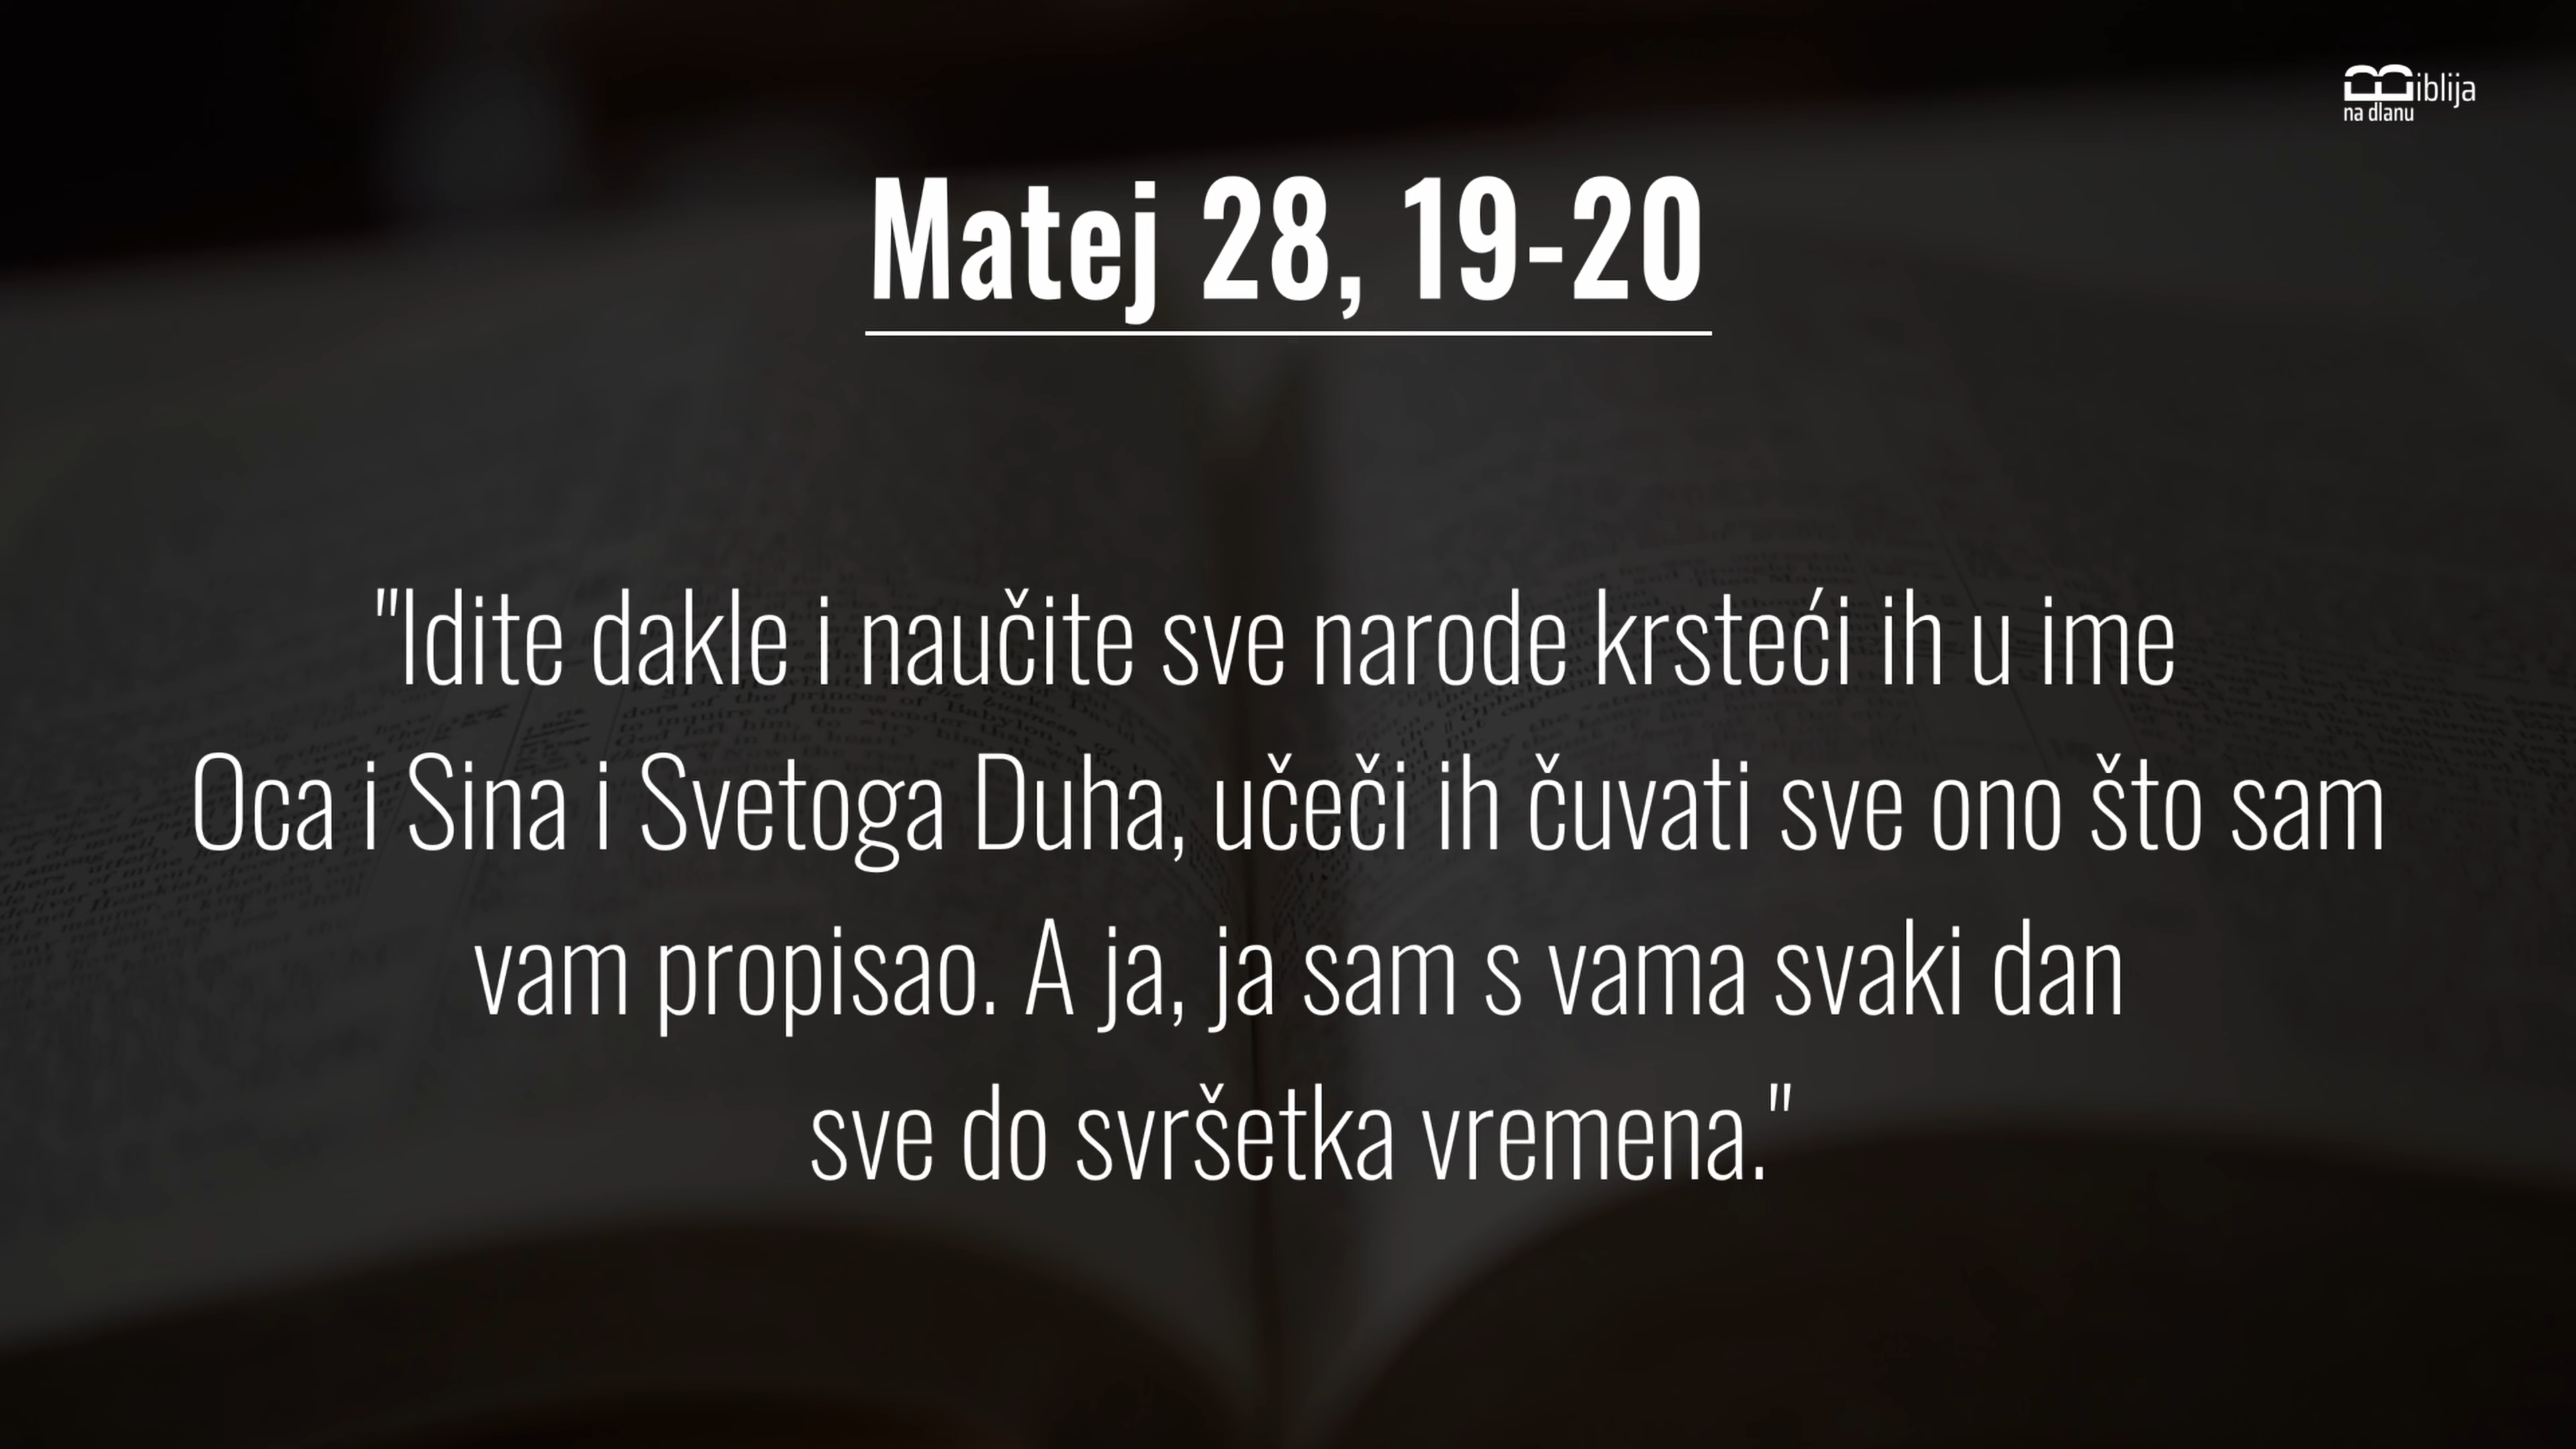 Biblija
na dlanu
Matej 28, 19-20
"Idite dakle i naučite sve narode krsteći ih u ime
Oca i Sina i Svetoga Duha, učeči ih čuvati sve ono što sam
vam propisao. A ja, ja sam s vama svaki dan
sve do svršetka vremena."